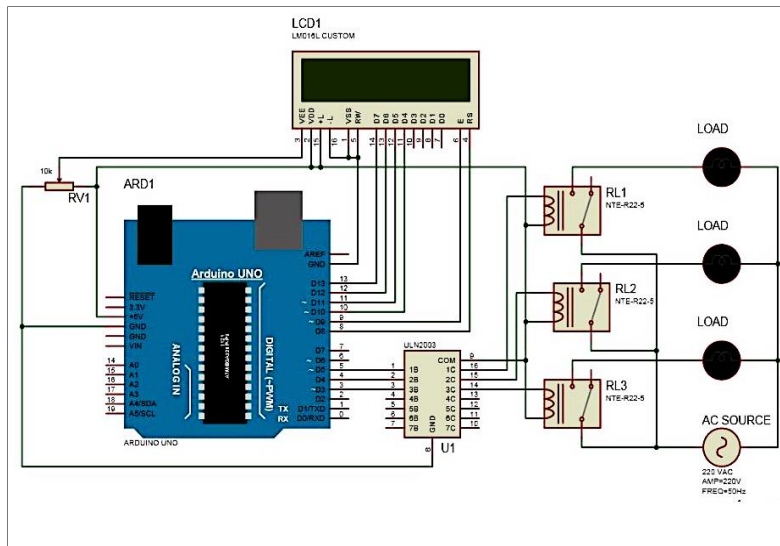 LCD1
LM016L CUSTOM
VEE VDD +L -L VSS RW D7 D6 D5 D4 D3 D2 D1 D0 E RS
3 2 15 16 1 5 14 13 12 11 10 9 8 7 6 4
10k
RV1
ARD1
Arduino UNO
AREF
GND
RESET
3.3V
+5V
GND
GND
VIN
14 A0
15 A1
16 A2
17 A3
18 A4/SDA
19 A5/SCL
ANALOG IN
DIGITAL (~PWM)
D13 13
D12 12
~ D11 11
~ D10 10
~ D9 9
D8 8
D7 7
~ D6 6
~ D5 5
D4 4
~ D3 3
D2 2
TX D1/TXD 1
RX D0/RXD 0
ARDUINO UNO
ULN2003
1 1B
2 2B
3 3B
4 4B
5 5B
6 6B
7 7B
COM 9
1C 16
2C 15
3C 14
4C 13
5C 12
6C 11
7C 10
GND
8
U1
RL1
NTE-R22-5
RL2
NTE-R22-5
RL3
NTE-R22-5
LOAD
LOAD
LOAD
AC SOURCE
220 VAC
AMP=220V
FREQ=50Hz